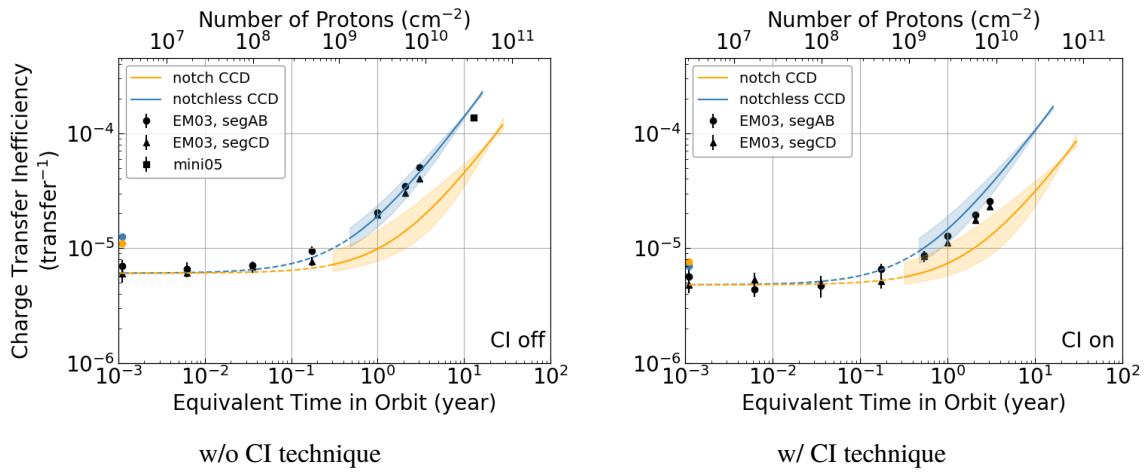 Number of Protons (cm⁻²)
10⁷ 10⁸ 10⁹ 10¹⁰ 10¹¹
notch CCD
notchless CCD
EM03, segAB
EM03, segCD
mini05
Charge Transfer Inefficiency
(transfer⁻¹)
10⁻⁴
10⁻⁵
10⁻⁶
CI off
10⁻³ 10⁻² 10⁻¹ 10⁰ 10¹ 10²
Equivalent Time in Orbit (year)
w/o CI technique
Number of Protons (cm⁻²)
10⁷ 10⁸ 10⁹ 10¹⁰ 10¹¹
notch CCD
notchless CCD
EM03, segAB
EM03, segCD
10⁻⁴
10⁻⁵
10⁻⁶
CI on
10⁻³ 10⁻² 10⁻¹ 10⁰ 10¹ 10²
Equivalent Time in Orbit (year)
w/ CI technique